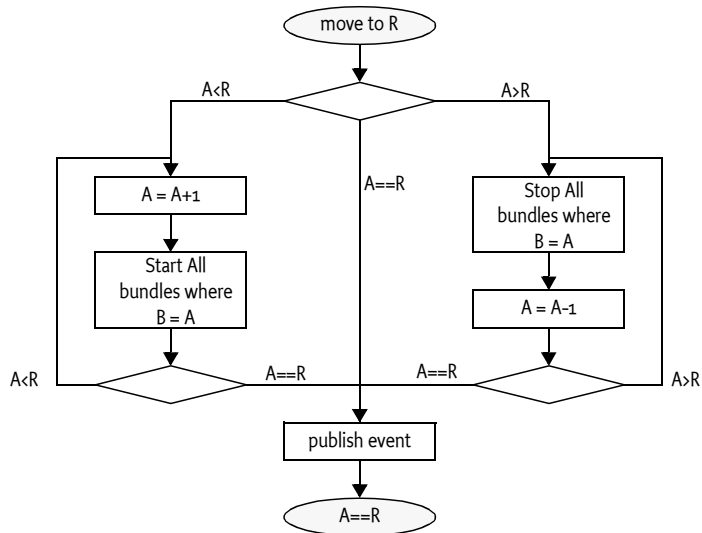 move to R
A<R
A>R
A = A+1
A==R
Stop All
bundles where
B = A
Start All
bundles where
B = A
A = A-1
A<R
A==R
A==R
A>R
publish event
A==R